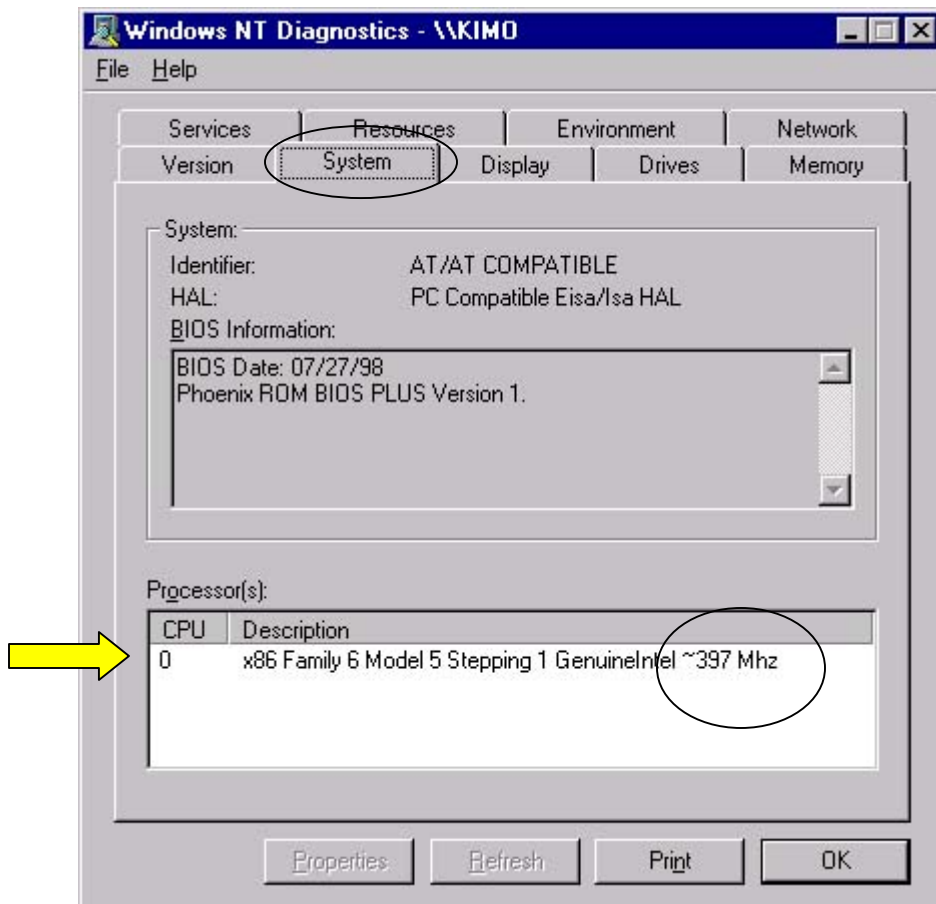 Windows NT Diagnostics - \\KIMO
File Help
Services Resources Environment Network
Version System Display Drives Memory
System:
Identifier: AT/AT COMPATIBLE
HAL: PC Compatible Eisa/Isa HAL
BIOS Information:
BIOS Date: 07/27/98
Phoenix ROM BIOS PLUS Version 1.
Processor(s):
CPU Description
0 x86 Family 6 Model 5 Stepping 1 GenuineIntel ~397 Mhz
Properties Refresh Print OK